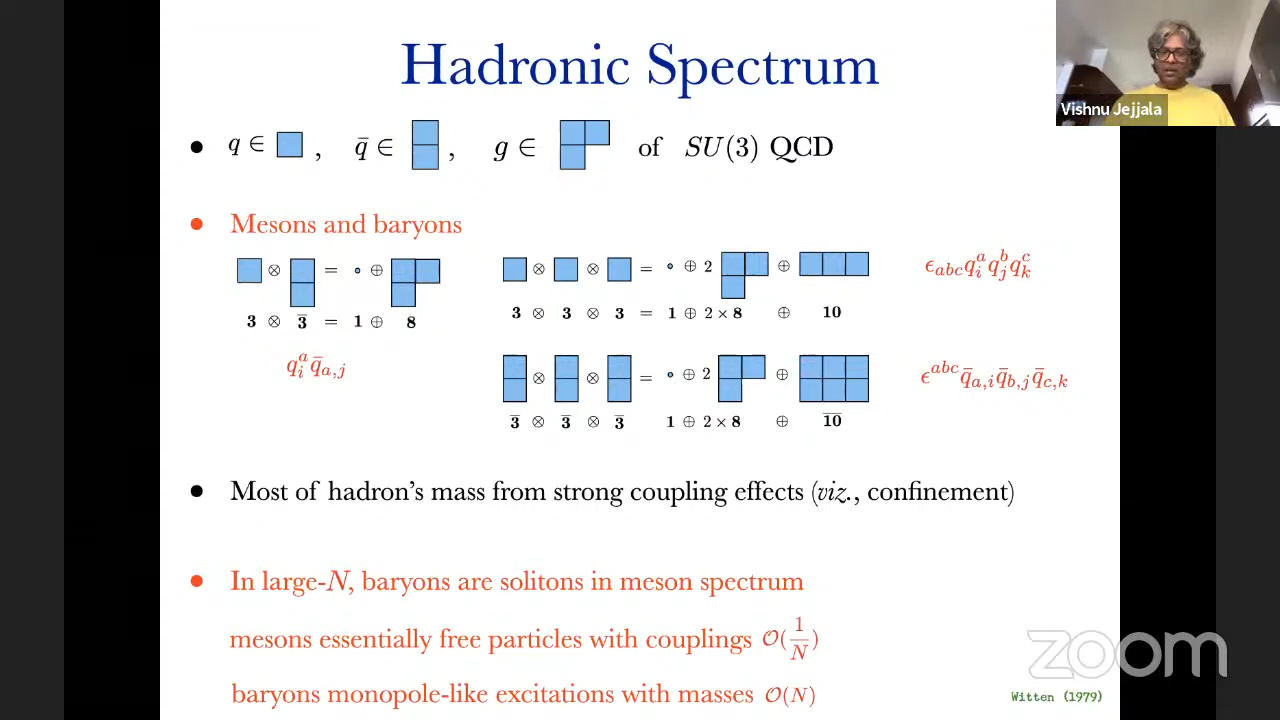 Hadronic Spectrum
Vishnu Jejjala
• q ∈ , q̄ ∈ , g ∈ of SU(3) QCD
• Mesons and baryons
⊗ = • ⊕
3 ⊗ 3̄ = 1 ⊕ 8
q_i^a q̄_{a,j}
⊗ ⊗ = • ⊕ 2 ⊕
3 ⊗ 3 ⊗ 3 = 1 ⊕ 2 × 8 ⊕ 10
ϵ_{abc} q_i^a q_j^b q_k^c
⊗ ⊗ = • ⊕ 2 ⊕
3̄ ⊗ 3̄ ⊗ 3̄ 1 ⊕ 2 × 8 ⊕ 1̅0̅
ϵ^{abc} q̄_{a,i} q̄_{b,j} q̄_{c,k}
• Most of hadron's mass from strong coupling effects (viz., confinement)
• In large-N, baryons are solitons in meson spectrum
mesons essentially free particles with couplings 𝒪(1/N)
baryons monopole-like excitations with masses 𝒪(N)
zoom
Witten (1979)